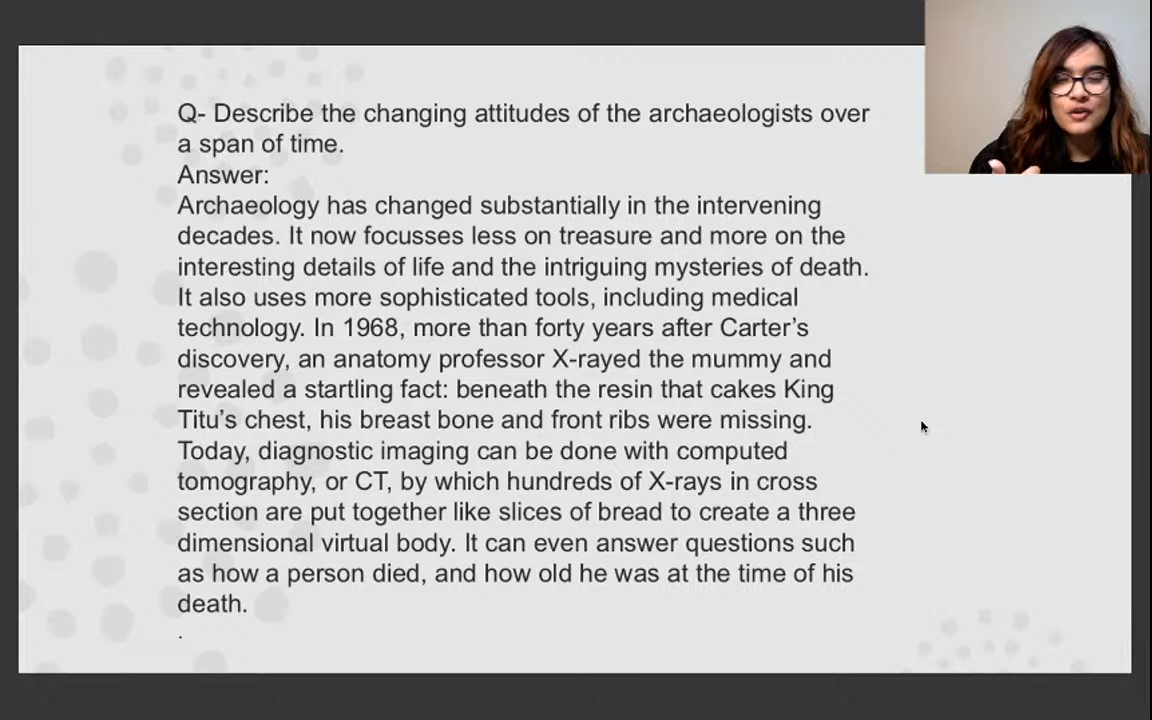 Q- Describe the changing attitudes of the archaeologists over
a span of time.
Answer:
Archaeology has changed substantially in the intervening
decades. It now focusses less on treasure and more on the
interesting details of life and the intriguing mysteries of death.
It also uses more sophisticated tools, including medical
technology. In 1968, more than forty years after Carter’s
discovery, an anatomy professor X-rayed the mummy and
revealed a startling fact: beneath the resin that cakes King
Titu’s chest, his breast bone and front ribs were missing.
Today, diagnostic imaging can be done with computed
tomography, or CT, by which hundreds of X-rays in cross
section are put together like slices of bread to create a three
dimensional virtual body. It can even answer questions such
as how a person died, and how old he was at the time of his
death.
.